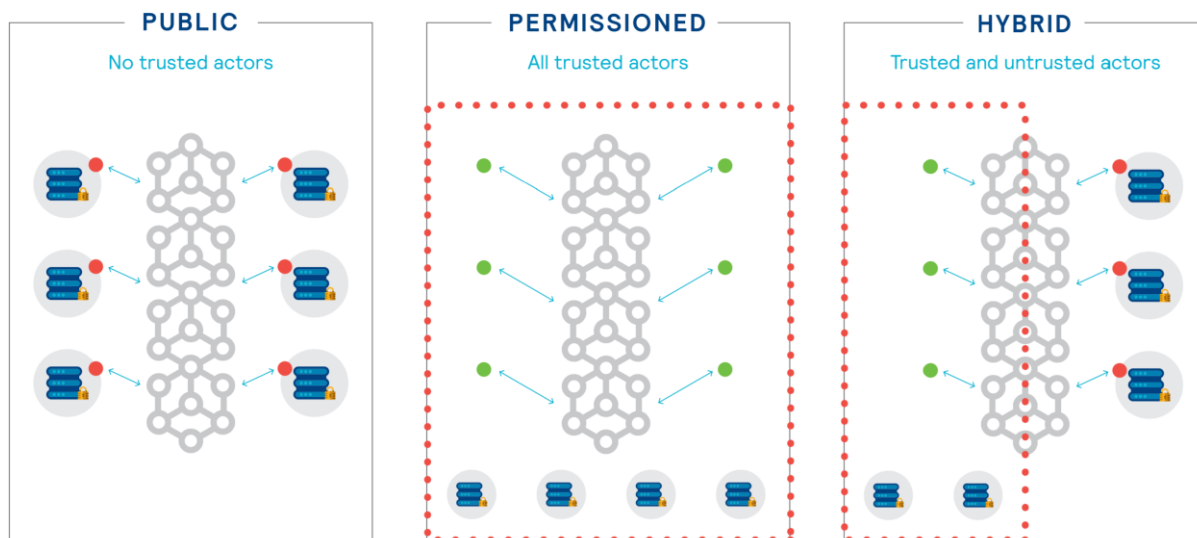 PUBLIC
No trusted actors
PERMISSIONED
All trusted actors
HYBRID
Trusted and untrusted actors